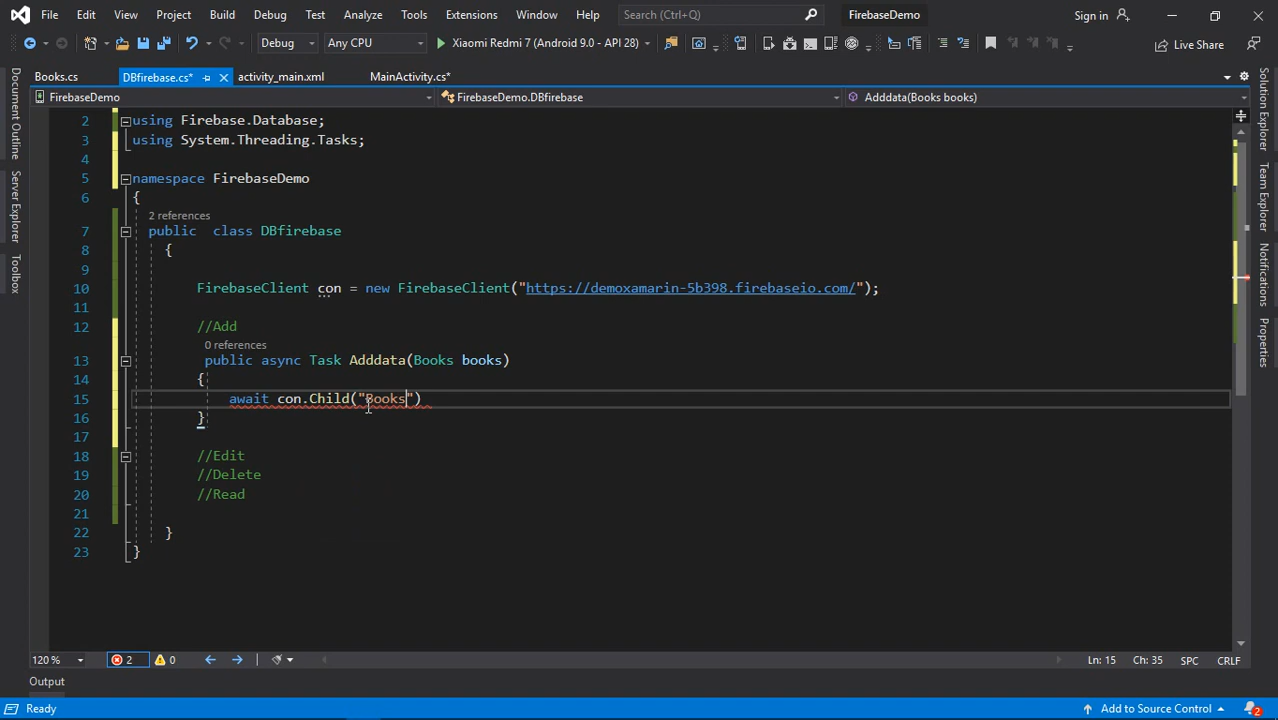 File Edit View Project Build Debug Test Analyze Tools Extensions Window Help Search (Ctrl+Q) FirebaseDemo Sign in
Debug Any CPU Xiaomi Redmi 7 (Android 9.0 - API 28) Live Share
Books.cs DBfirebase.cs* activity_main.xml MainActivity.cs*
FirebaseDemo FirebaseDemo.DBfirebase Adddata(Books books)
2 using Firebase.Database;
3 using System.Threading.Tasks;
4
5 namespace FirebaseDemo
6 {
2 references
7 public class DBfirebase
8 {
9
10 FirebaseClient con = new FirebaseClient("https://demoxamarin-5b398.firebaseio.com/");
11
12 //Add
0 references
13 public async Task Adddata(Books books)
14 {
15 await con.Child("Books")
16 }
17
18 //Edit
19 //Delete
20 //Read
21
22 }
23 }
120 % 2 0 Ln: 15 Ch: 35 SPC CRLF
Output
Ready Add to Source Control 2
Document Outline
Server Explorer
Toolbox
Solution Explorer
Team Explorer
Notifications
Properties